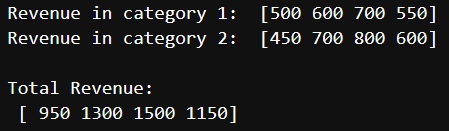 Revenue in category 1:  [500 600 700 550]
Revenue in category 2:  [450 700 800 600]
Total Revenue:
 [ 950 1300 1500 1150]